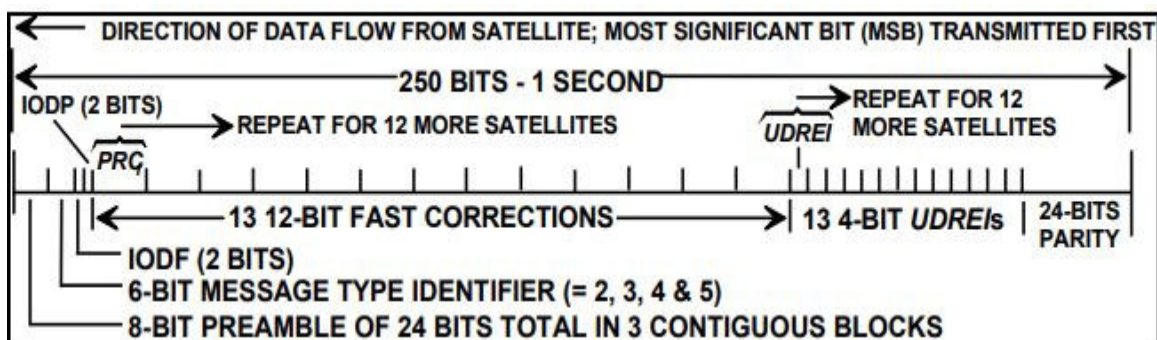 DIRECTION OF DATA FLOW FROM SATELLITE; MOST SIGNIFICANT BIT (MSB) TRANSMITTED FIRST
250 BITS - 1 SECOND
IODP (2 BITS)
REPEAT FOR 12 MORE SATELLITES
PRCf
UDREI
REPEAT FOR 12
MORE SATELLITES
13 12-BIT FAST CORRECTIONS
13 4-BIT UDREIs
24-BITS
PARITY
IODF (2 BITS)
6-BIT MESSAGE TYPE IDENTIFIER (= 2, 3, 4 & 5)
8-BIT PREAMBLE OF 24 BITS TOTAL IN 3 CONTIGUOUS BLOCKS